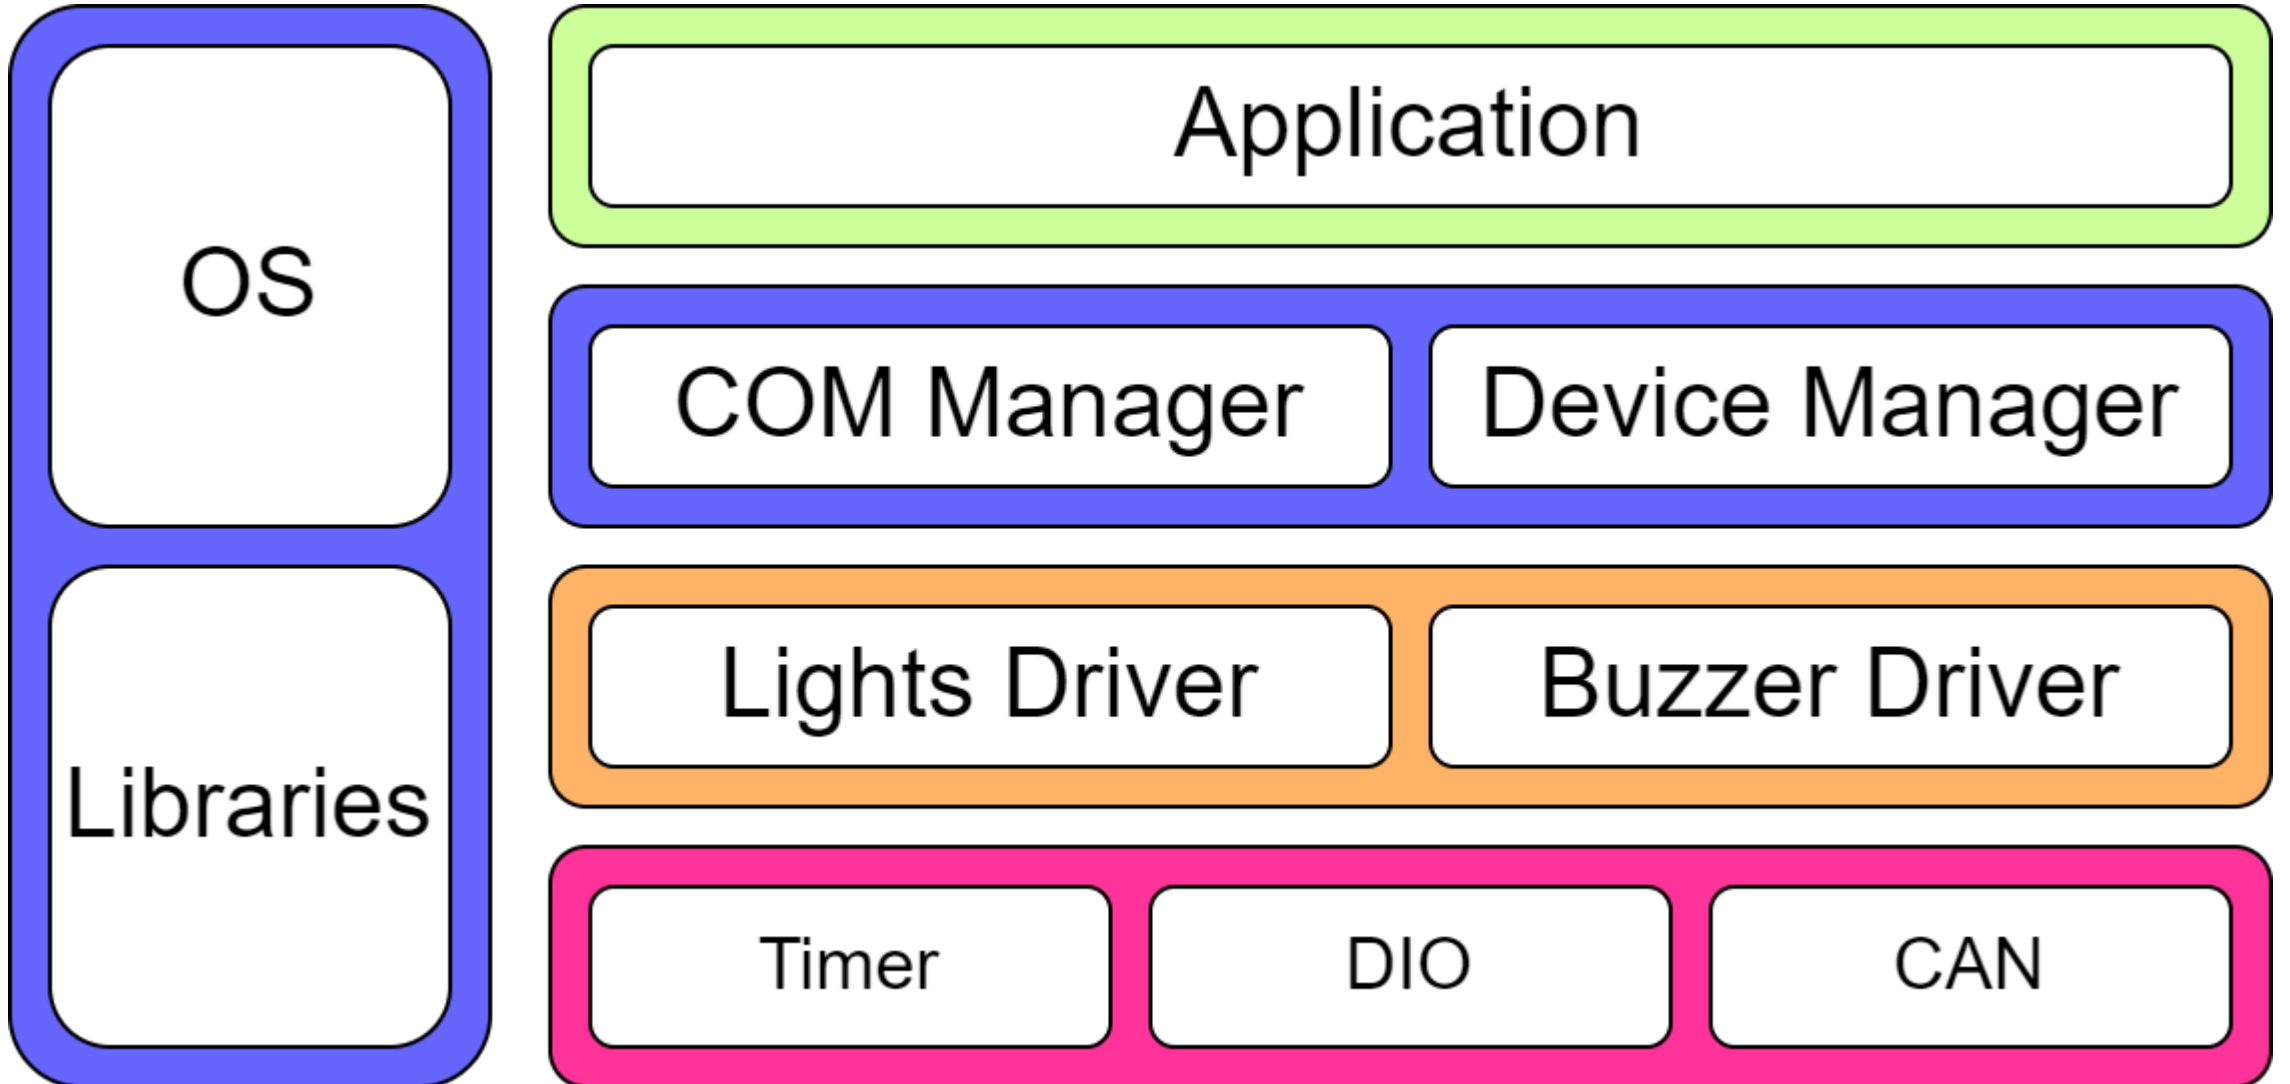 OS
Libraries
Application
COM Manager
Device Manager
Lights Driver
Buzzer Driver
Timer
DIO
CAN